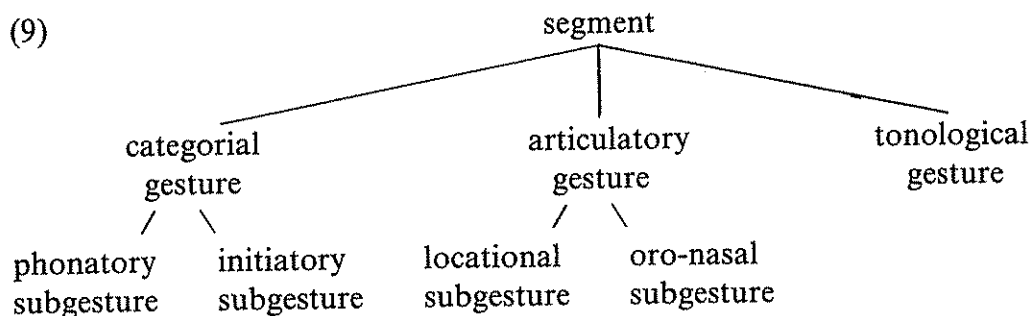 (9)
segment
categorial
gesture
articulatory
gesture
tonological
gesture
phonatory
subgesture
initiatory
subgesture
locational
subgesture
oro-nasal
subgesture